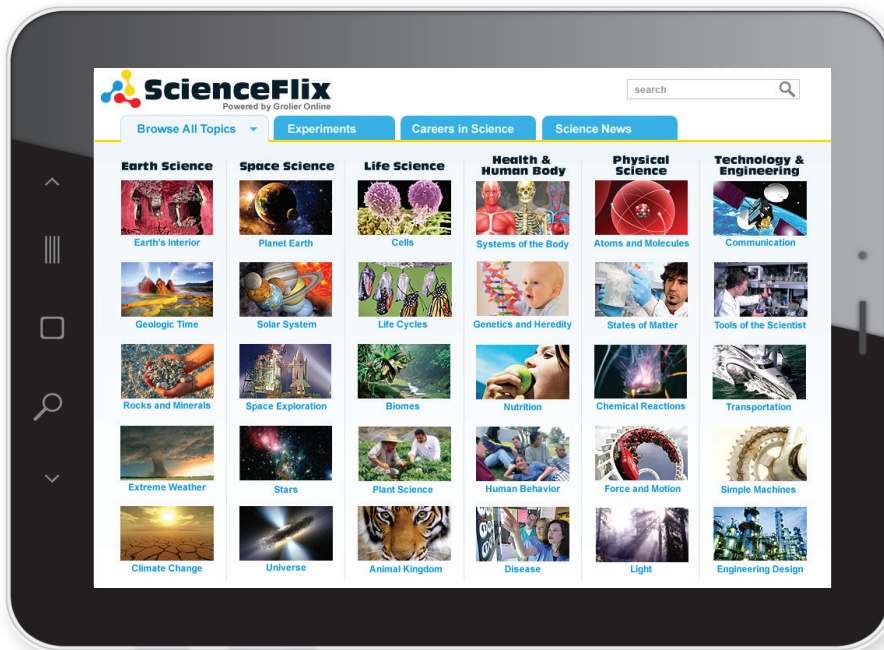 ScienceFlix
Powered by Grolier Online
search
Browse All Topics
Experiments
Careers in Science
Science News
Earth Science
Space Science
Life Science
Health &
Human Body
Physical
Science
Technology &
Engineering
Earth's Interior
Planet Earth
Cells
Systems of the Body
Atoms and Molecules
Communication
Geologic Time
Solar System
Life Cycles
Genetics and Heredity
States of Matter
Tools of the Scientist
Rocks and Minerals
Space Exploration
Biomes
Nutrition
Chemical Reactions
Transportation
Extreme Weather
Stars
Plant Science
Human Behavior
Force and Motion
Simple Machines
Climate Change
Universe
Animal Kingdom
Disease
Light
Engineering Design